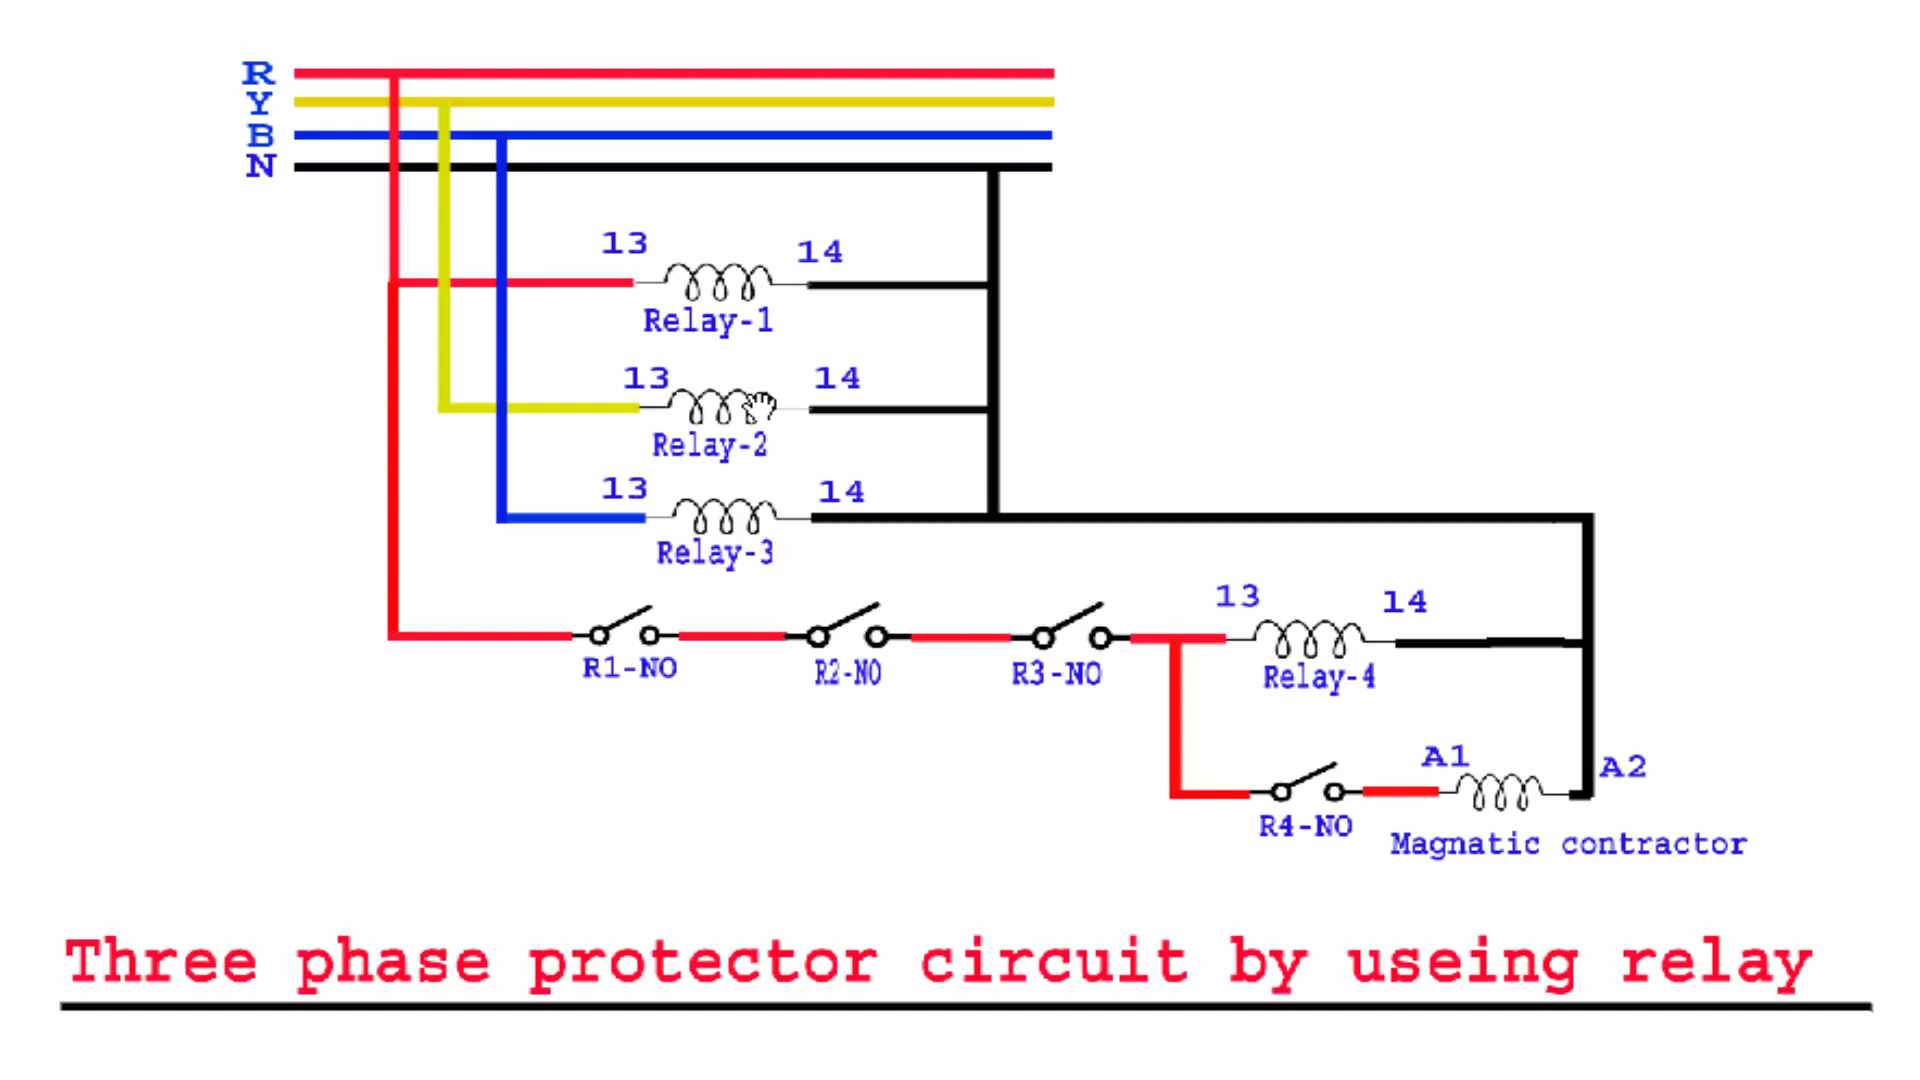 R
Y
B
N
13 14
Relay-1
13 14
Relay-2
13 14
Relay-3
13 14
R1-NO R2-NO R3-NO Relay-4
A1 A2
R4-NO
Magnatic contractor
Three phase protector circuit by useing relay